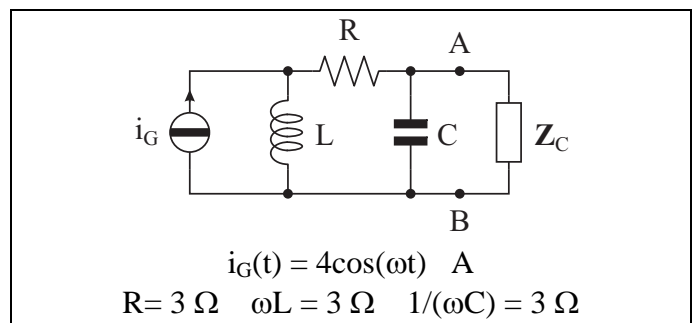 R
A
i_G
L
C
Z_C
B
i_G(t) = 4cos(ωt) A
R= 3 Ω ωL = 3 Ω 1/(ωC) = 3 Ω